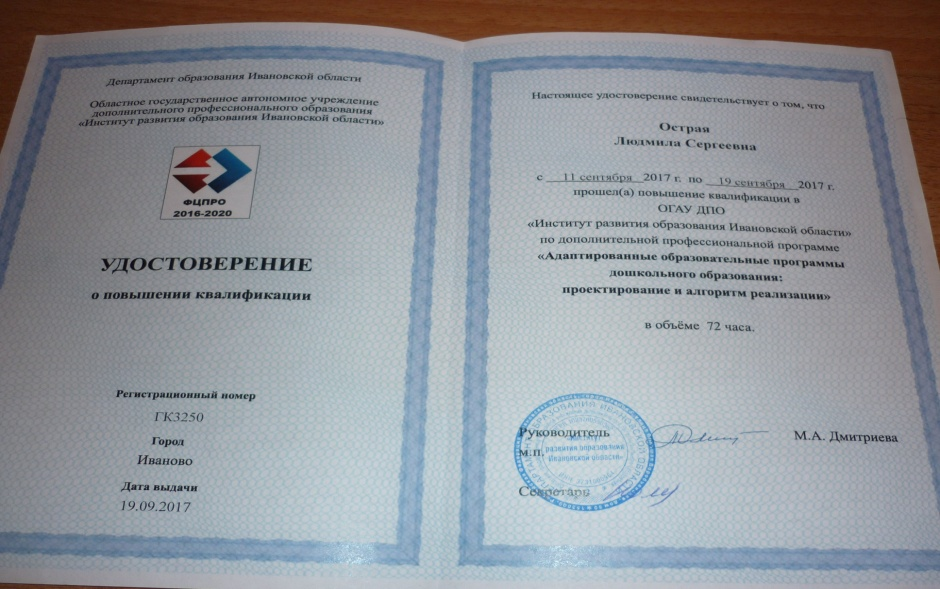 Департамент образования Ивановской области
Областное государственное автономное учреждение
дополнительного профессионального образования
«Институт развития образования Ивановской области»
ФЦПРО
2016-2020
УДОСТОВЕРЕНИЕ
о повышении квалификации
Регистрационный номер
ГК3250
Город
Иваново
Дата выдачи
19.09.2017
Настоящее удостоверение свидетельствует о том, что
Острая
Людмила Сергеевна
с 11 сентября 2017 г. по 19 сентября 2017 г.
прошел(а) повышение квалификации в
ОГАУ ДПО
«Институт развития образования Ивановской области»
по дополнительной профессиональной программе
«Адаптированные образовательные программы
дошкольного образования:
проектирование и алгоритм реализации»
в объёме 72 часа.
Руководитель
М.А. Дмитриева
м.п.
Секретарь
Институт
развития образования
Ивановской области»